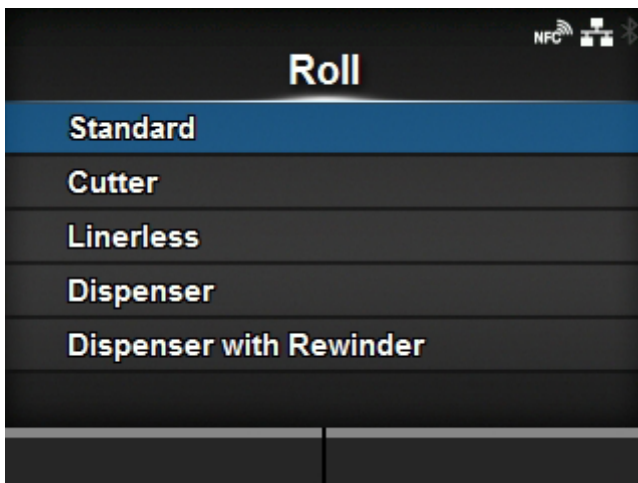 NFC
Roll
Standard
Cutter
Linerless
Dispenser
Dispenser with Rewinder